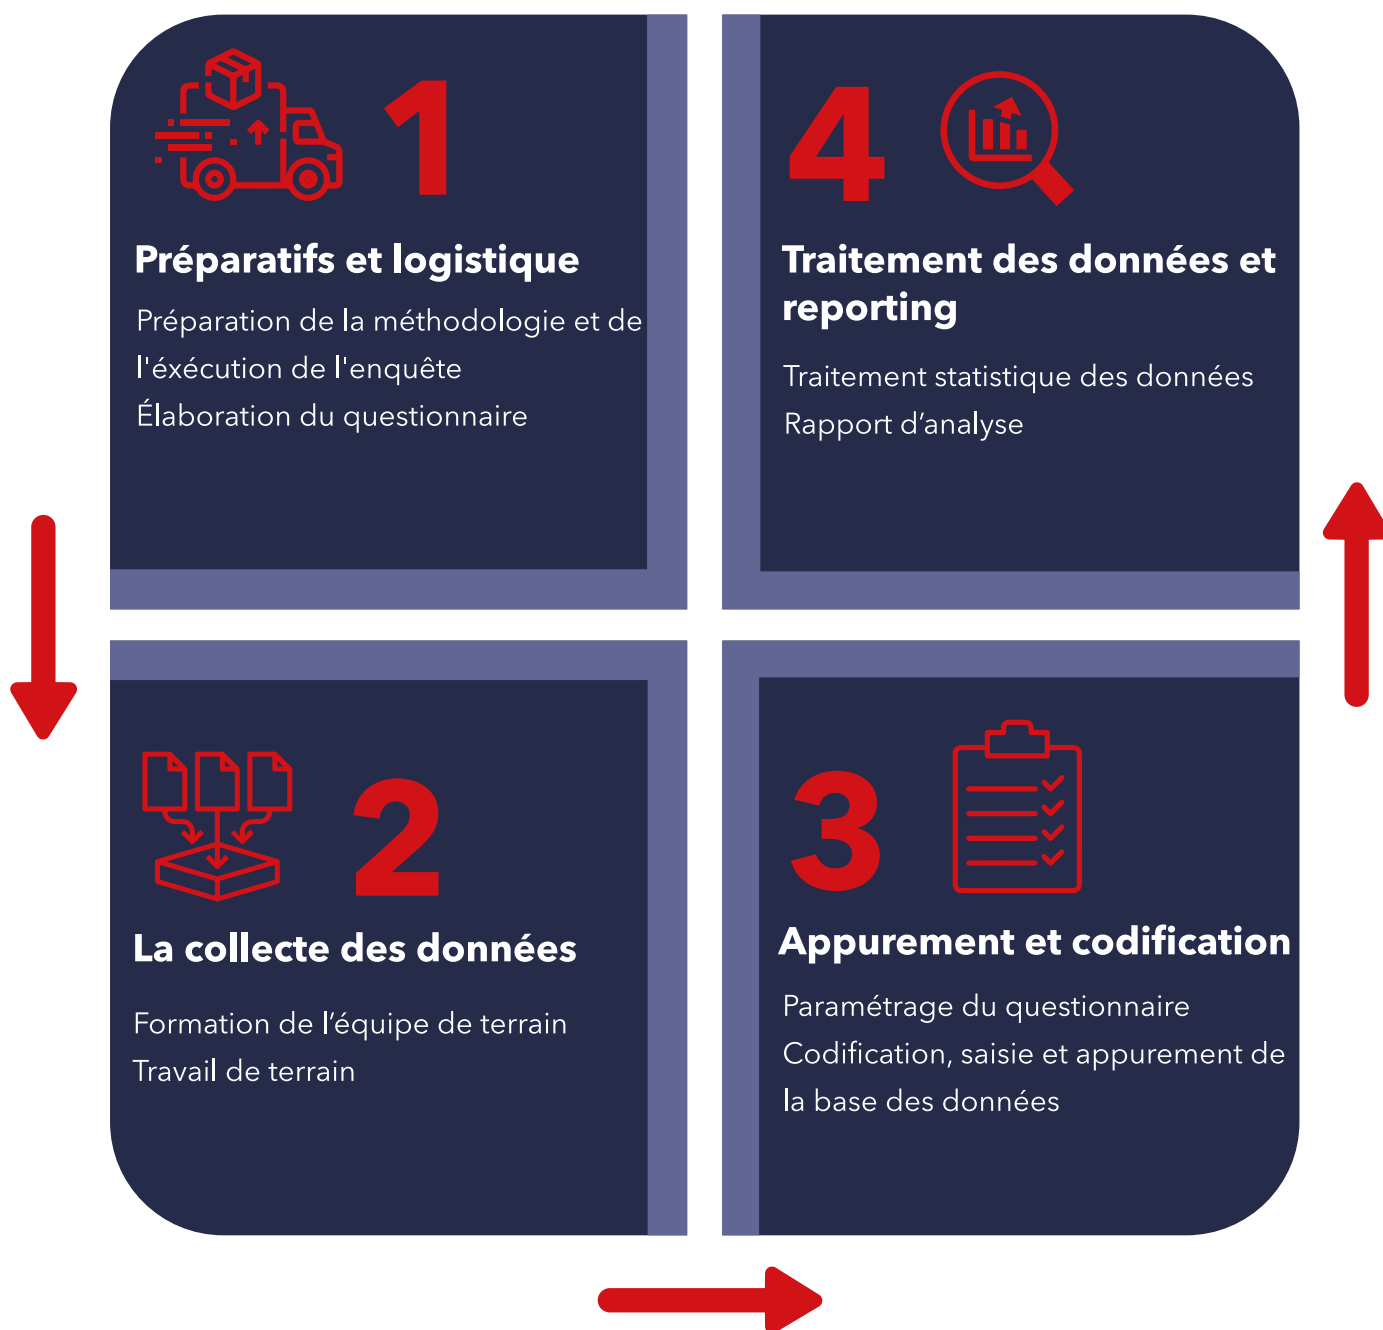 1
Préparatifs et logistique
Préparation de la méthodologie et de
l'éxécution de l'enquête
Élaboration du questionnaire
2
La collecte des données
Formation de l’équipe de terrain
Travail de terrain
3
Appurement et codification
Paramétrage du questionnaire
Codification, saisie et appurement de
la base des données
4
Traitement des données et
reporting
Traitement statistique des données
Rapport d’analyse